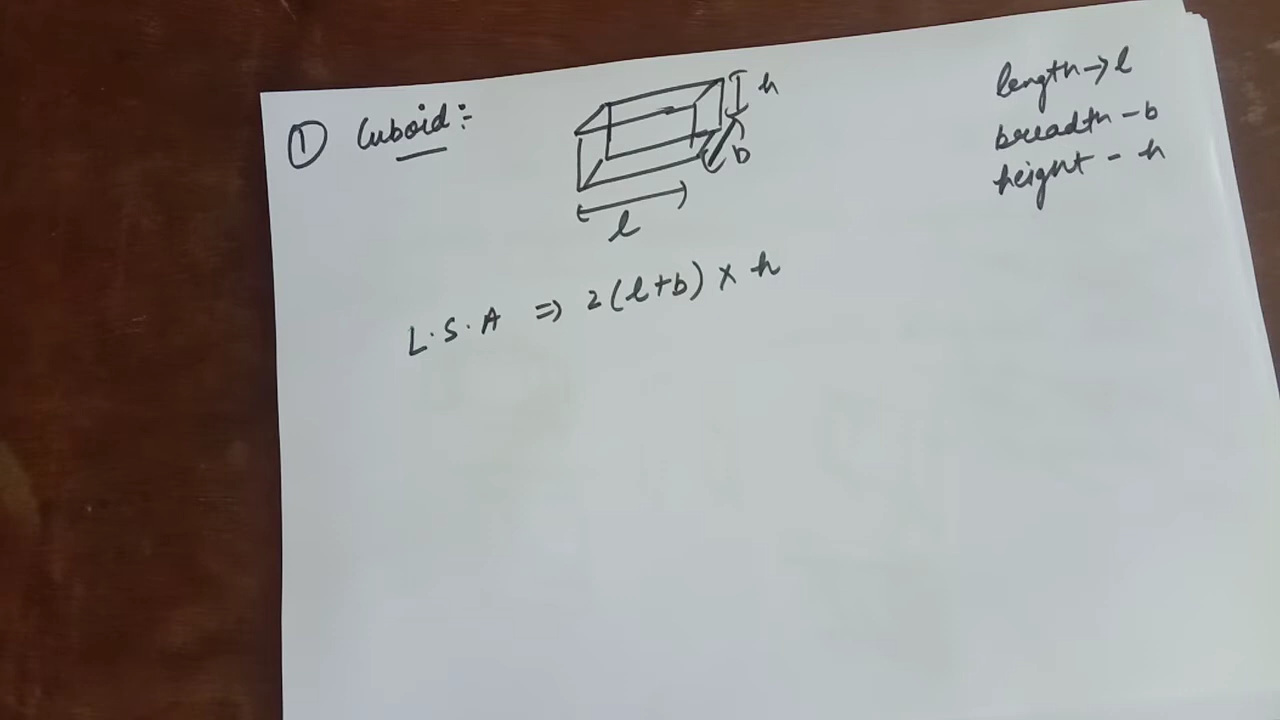 ① Cuboid :-
h
b
l
length → l
breadth - b
height - h
L.S.A ⇒ 2(l+b) × h